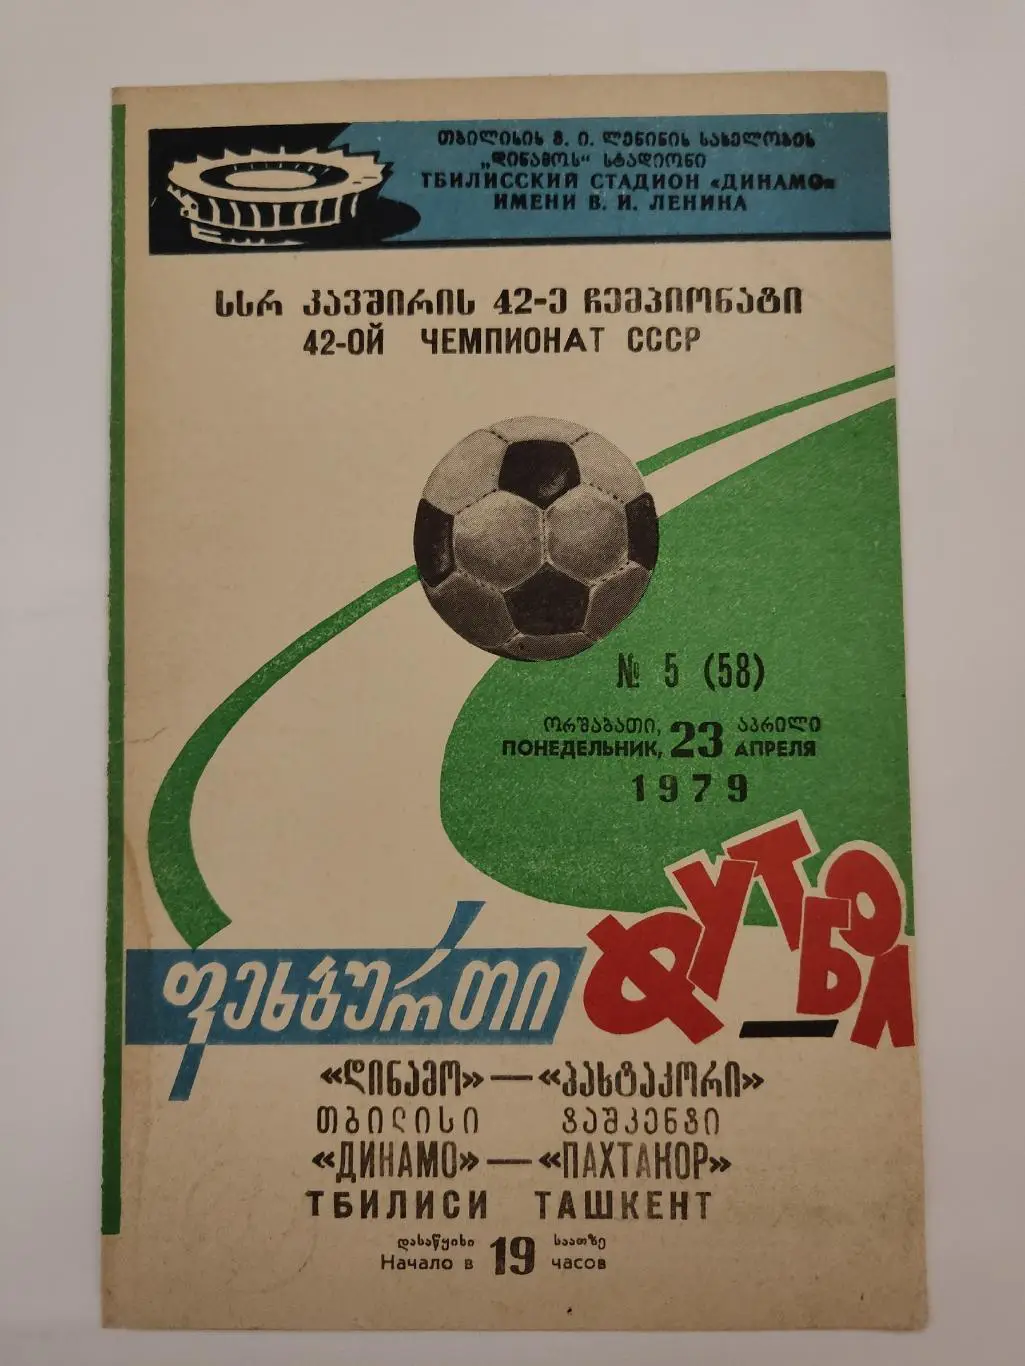 თბილისის ვ. ი. ლენინის სახელობის
„დინამოს“ სტადიონი
ТБИЛИССКИЙ СТАДИОН «ДИНАМО»
ИМЕНИ В. И. ЛЕНИНА
სსრ კავშირის 42-ე ჩემპიონატი
42-ОЙ ЧЕМПИОНАТ СССР
№ 5 (58)
ორშაბათი, 23 აპრილი
ПОНЕДЕЛЬНИК, 23 АПРЕЛЯ
1979
ФУТБОЛ
ფეხბურთი
«დინამო» — «პახტაკორი»
თბილისი ტაშკენტი
«ДИНАМО» — «ПАХТАКОР»
ТБИЛИСИ ТАШКЕНТ
დასაწყისი 19 საათზე
Начало в 19 часов